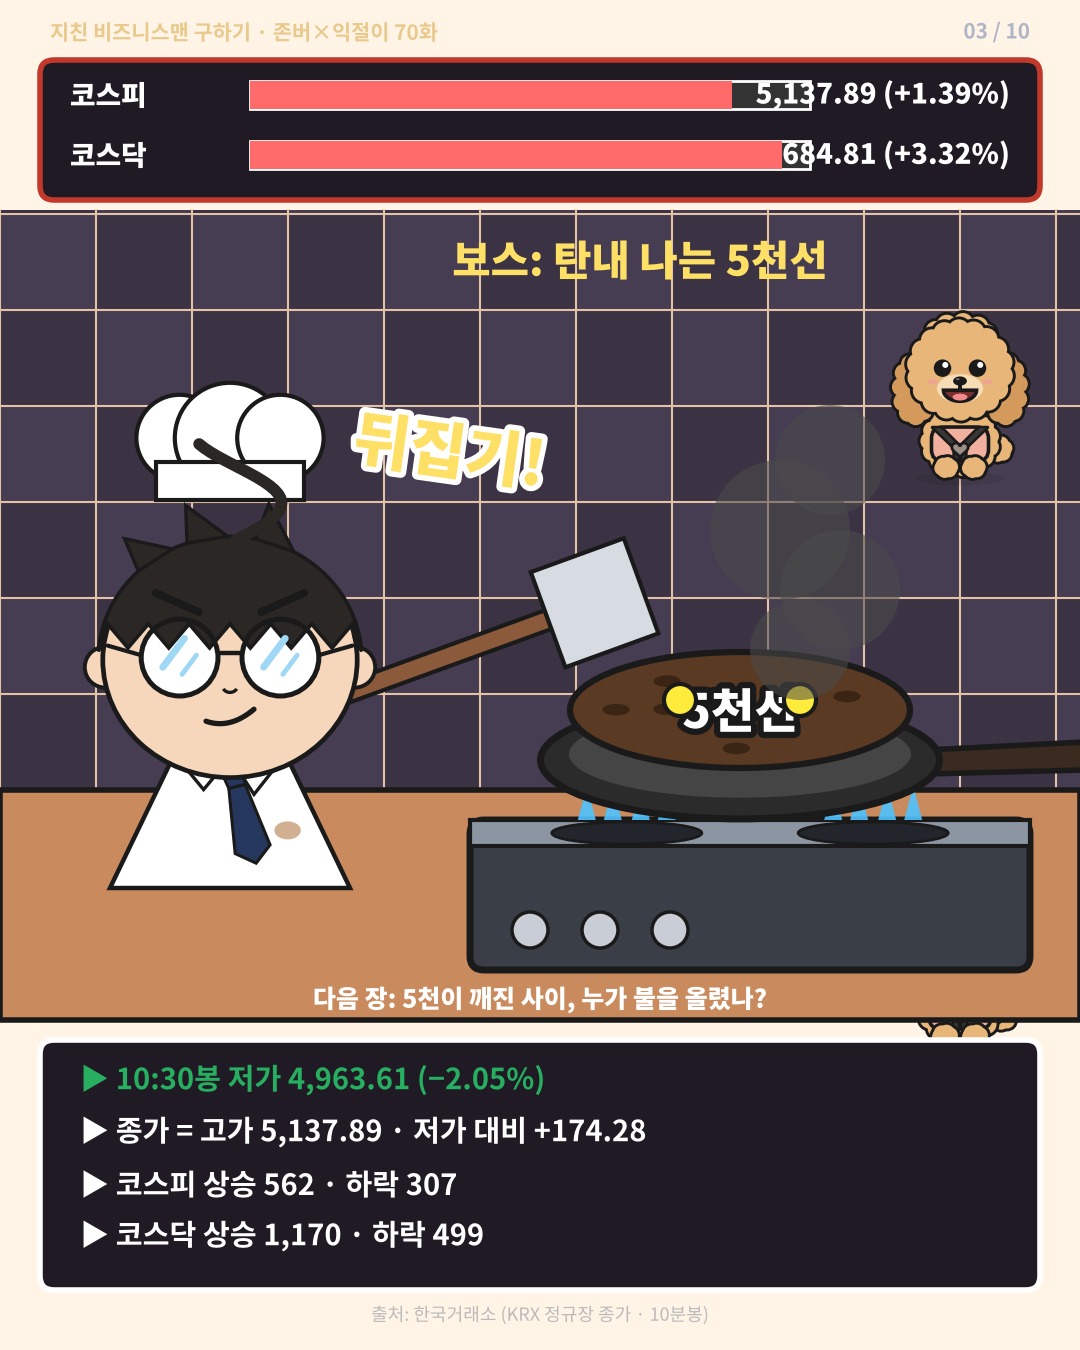 지친 비즈니스맨 구하기 · 존버×익절이 70화
03 / 10
코스피 5,137.89 (+1.39%)
코스닥 684.81 (+3.32%)
보스: 탄내 나는 5천선
뒤집기!
5천선
다음 장: 5천이 깨진 사이, 누가 불을 올렸나?
▶ 10:30봉 저가 4,963.61 (−2.05%)
▶ 종가 = 고가 5,137.89 · 저가 대비 +174.28
▶ 코스피 상승 562 · 하락 307
▶ 코스닥 상승 1,170 · 하락 499
출처: 한국거래소 (KRX 정규장 종가 · 10분봉)